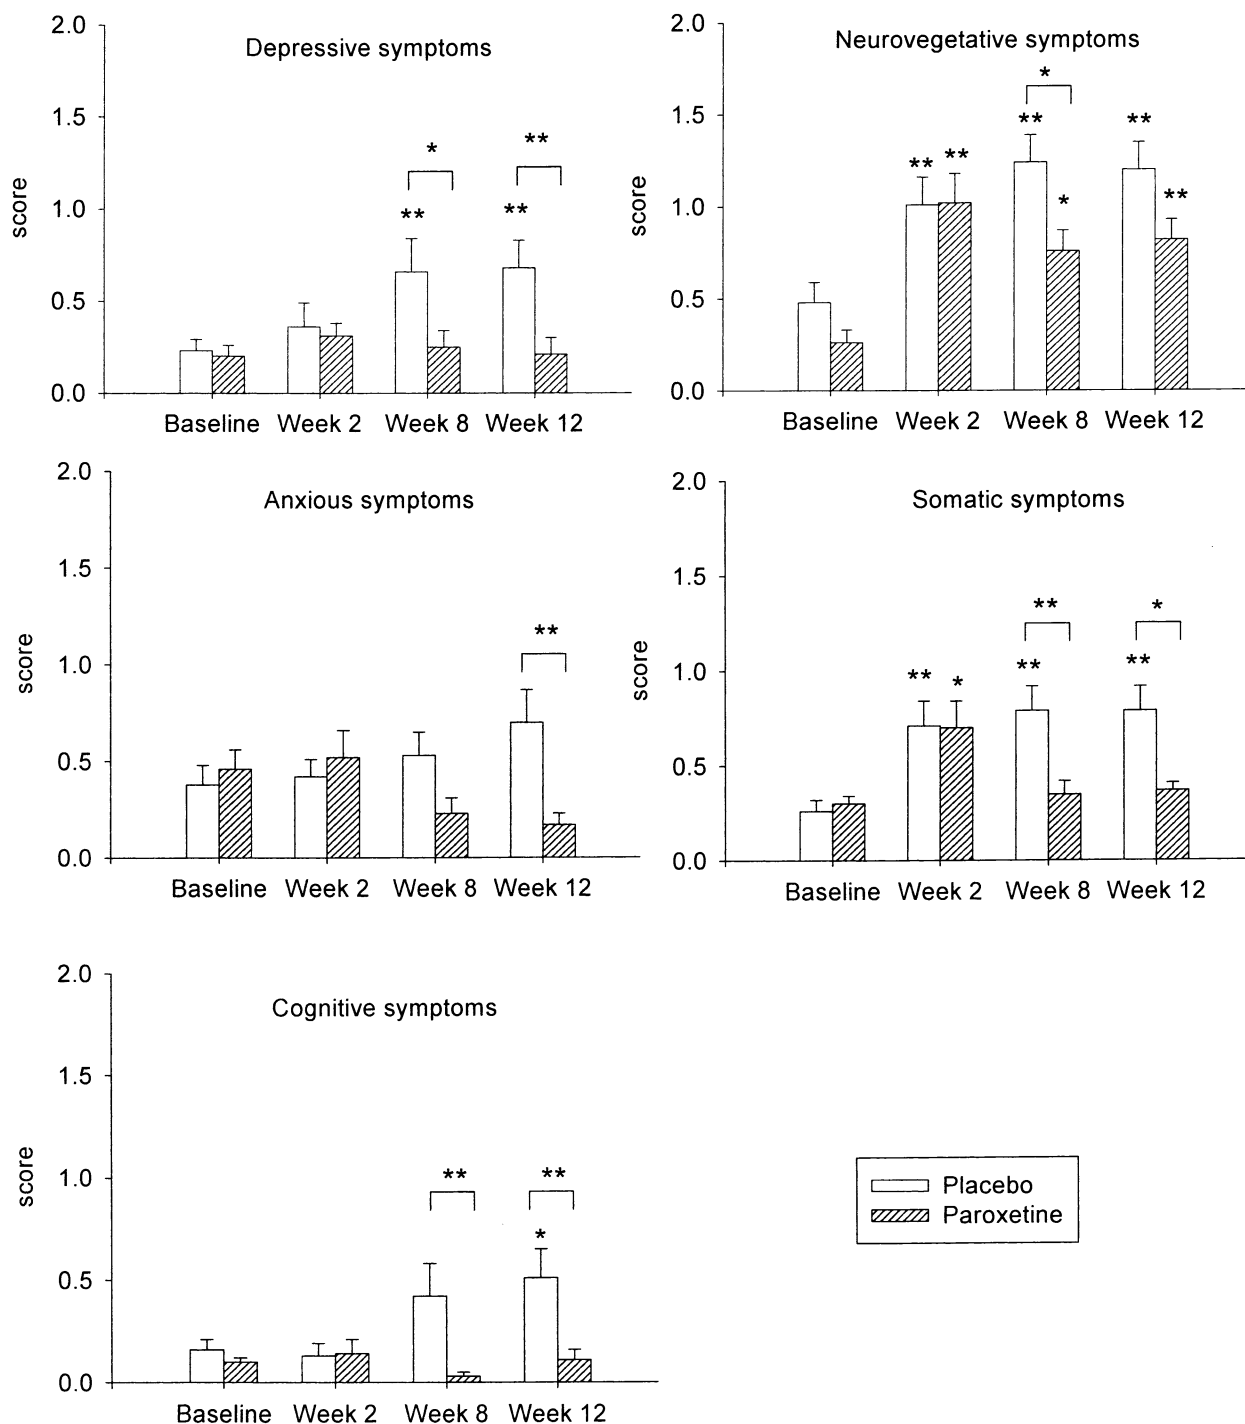 Depressive symptoms
2.0
1.5
*
**
1.0
**
**
0.5
0.0
score
Baseline Week 2 Week 8 Week 12
Neurovegetative symptoms
2.0
*
1.5
**
**
**
**
1.0
*
**
0.5
0.0
score
Baseline Week 2 Week 8 Week 12
Anxious symptoms
2.0
1.5
1.0
**
0.5
0.0
score
Baseline Week 2 Week 8 Week 12
Somatic symptoms
2.0
1.5
**
*
1.0
**
*
**
**
0.5
0.0
score
Baseline Week 2 Week 8 Week 12
Cognitive symptoms
2.0
1.5
1.0
**
**
*
0.5
0.0
score
Baseline Week 2 Week 8 Week 12
Placebo
Paroxetine